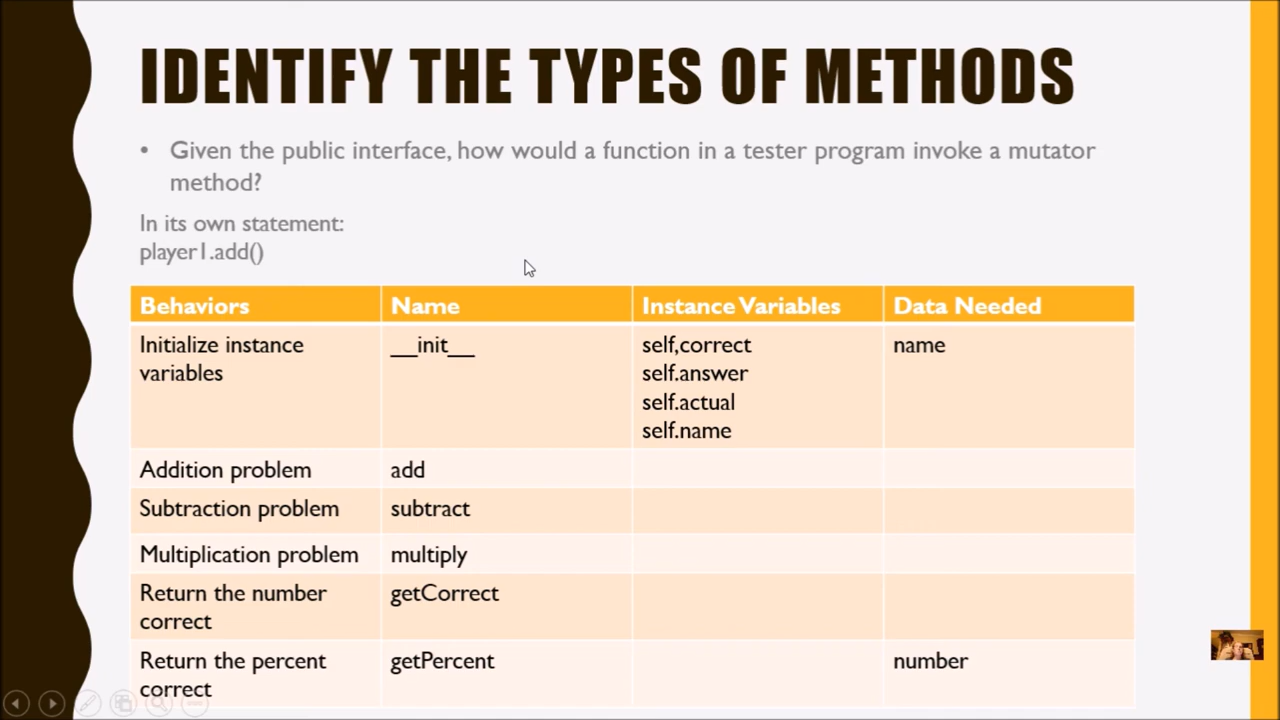 IDENTIFY THE TYPES OF METHODS
• Given the public interface, how would a function in a tester program invoke a mutator
method?
In its own statement:
player1.add()
Behaviors Name Instance Variables Data Needed
Initialize instance variables __init__ self,correct name
self.answer
self.actual
self.name
Addition problem add
Subtraction problem subtract
Multiplication problem multiply
Return the number correct getCorrect
Return the percent correct getPercent number